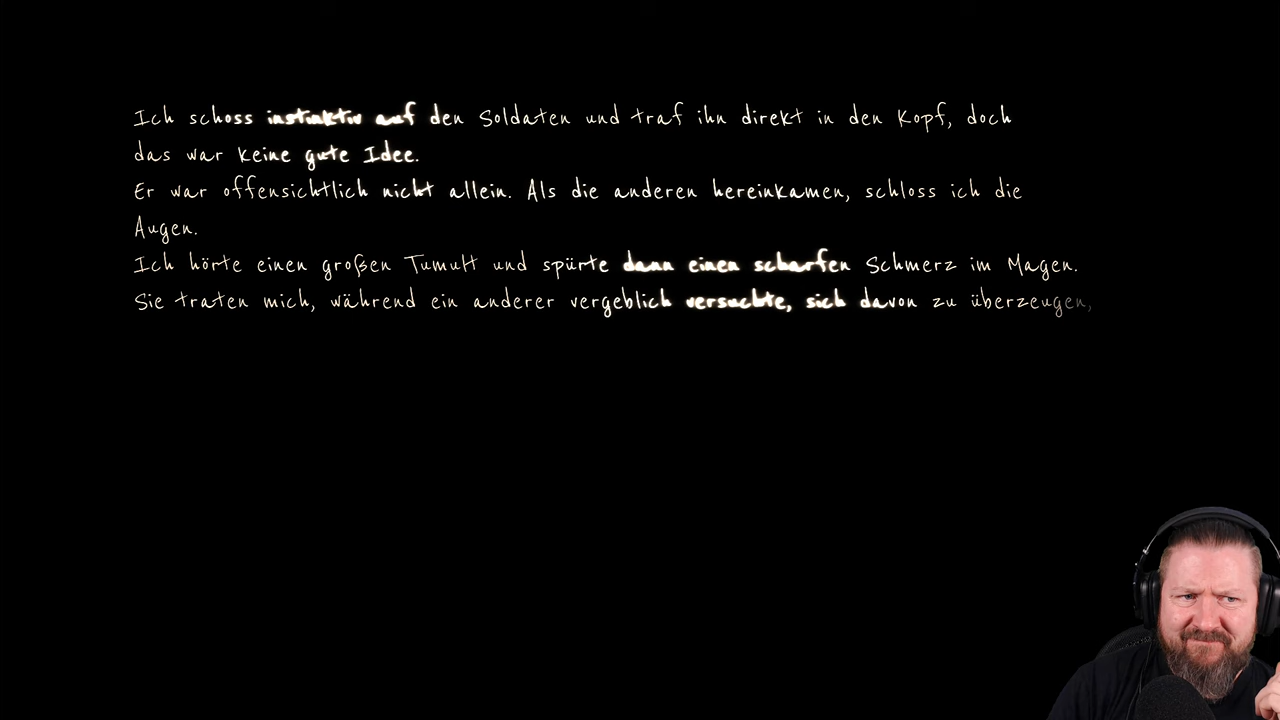 Ich schoss instinktiv auf den Soldaten und traf ihn direkt in den Kopf, doch
das war keine gute Idee.
Er war offensichtlich nicht allein. Als die anderen hereinkamen, schloss ich die
Augen.
Ich hörte einen großen Tumult und spürte dann einen scharfen Schmerz im Magen.
Sie traten mich, während ein anderer vergeblich versuchte, sich davon zu überzeugen,